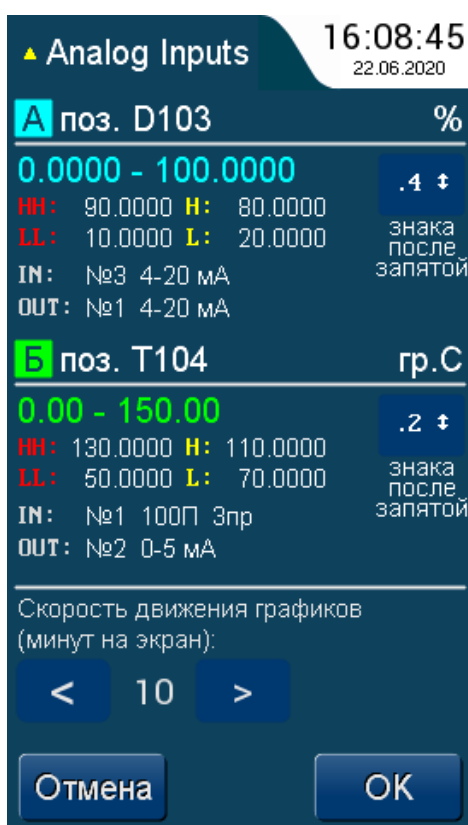 Analog Inputs
16:08:45
22.06.2020
А поз. D103 %
0.0000 - 100.0000
HH: 90.0000 H: 80.0000
LL: 10.0000 L: 20.0000
IN: №3 4-20 мА
OUT: №1 4-20 мА
.4
знака
после
запятой
Б поз. T104 гр.С
0.00 - 150.00
HH: 130.0000 H: 110.0000
LL: 50.0000 L: 70.0000
IN: №1 100П 3пр
OUT: №2 0-5 мА
.2
знака
после
запятой
Скорость движения графиков
(минут на экран):
< 10 >
Отмена
OK